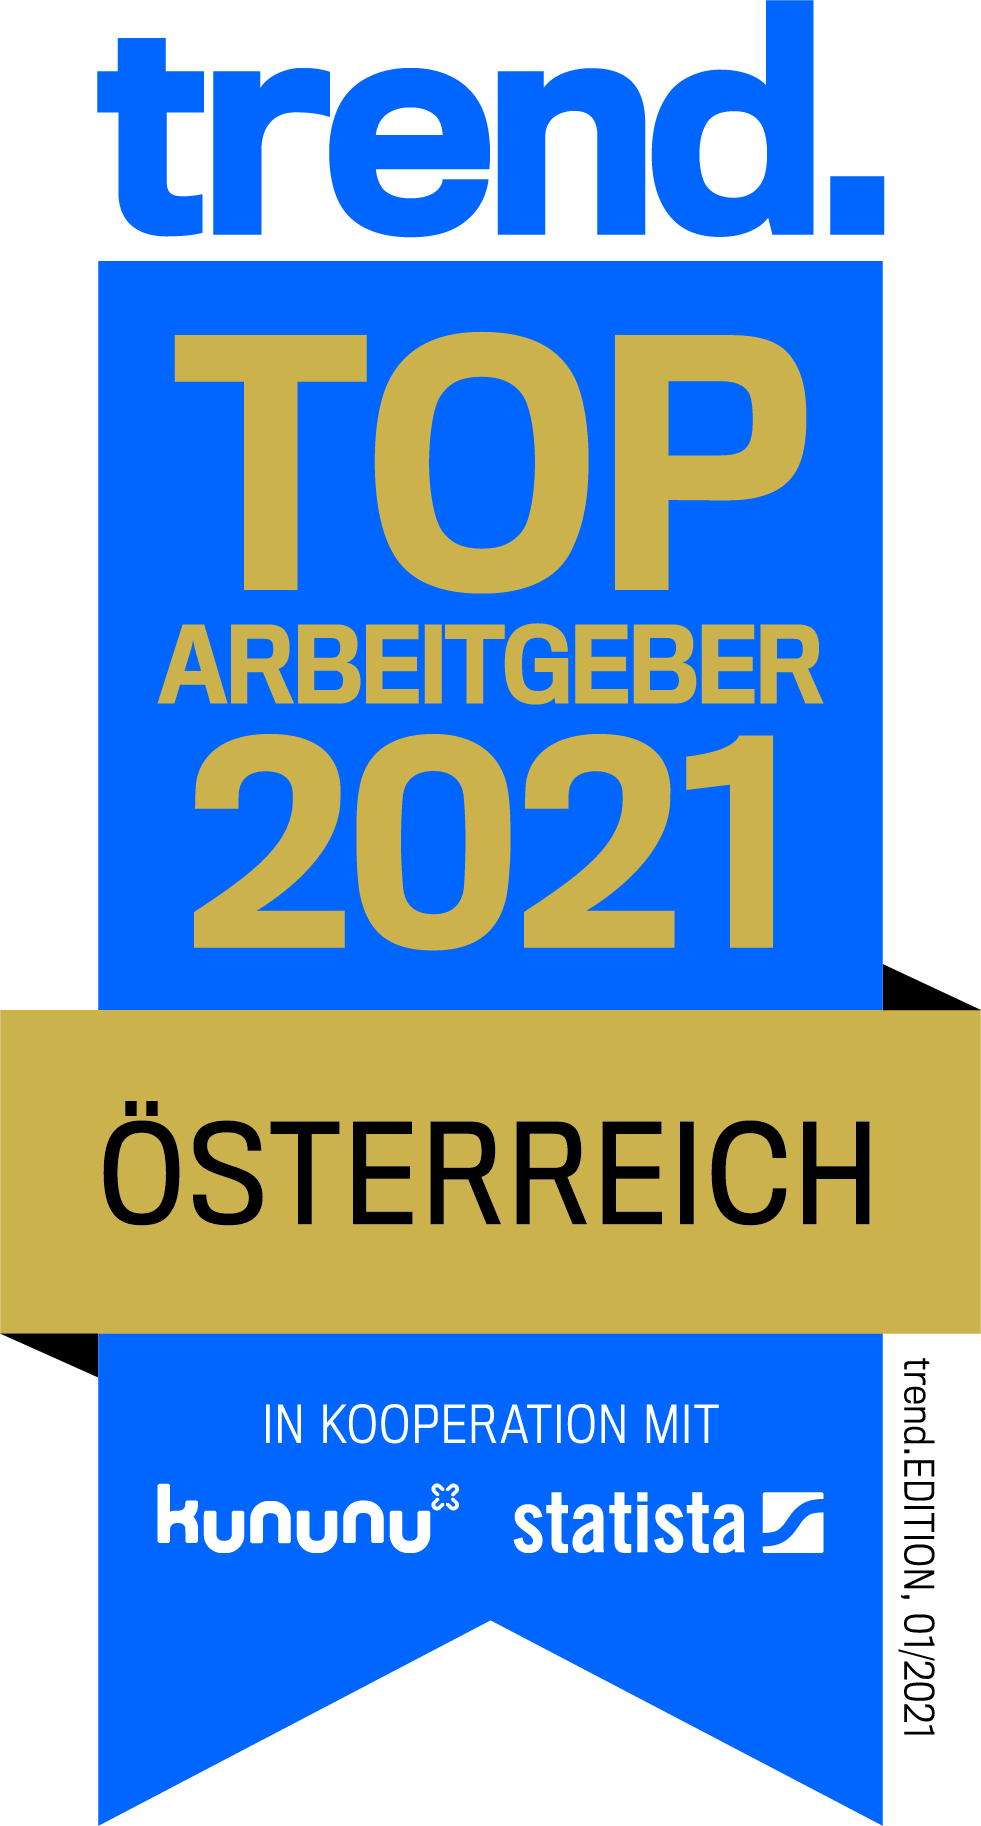 trend.
TOP
ARBEITGEBER
2021
ÖSTERREICH
IN KOOPERATION MIT
kununu statista
trend.EDITION, 01/2021